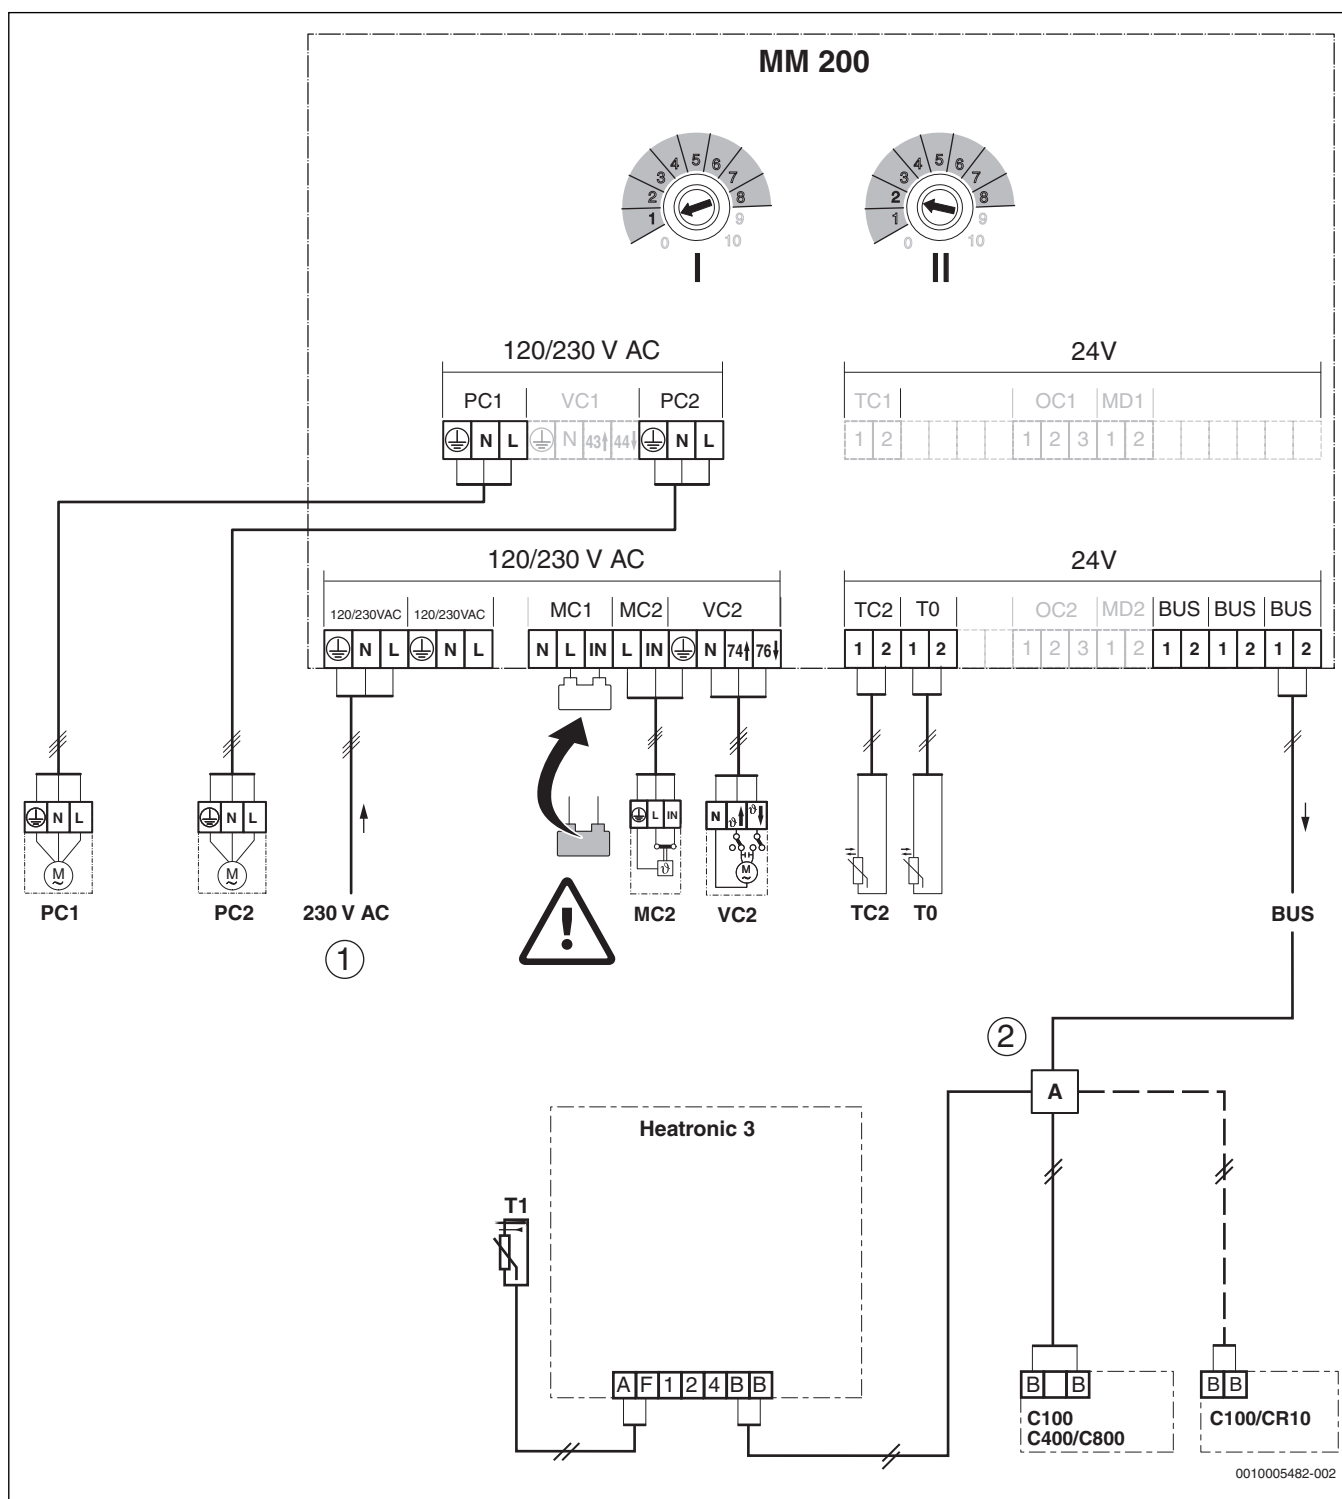 MM 200
0 1 2 3 4 5 6 7 8 9 10
I
0 1 2 3 4 5 6 7 8 9 10
II
120/230 V AC
24V
PC1 VC1 PC2
TC1 OC1 MD1
N L N 43 44 N L
1 2 1 2 3 1 2
120/230 V AC
24V
120/230VAC 120/230VAC MC1 MC2 VC2
TC2 T0 OC2 MD2 BUS BUS BUS
N L N L N L IN L IN N 74 76
1 2 1 2 1 2 3 1 2 1 2 1 2 1 2
N L
M
~
PC1
N L
M
~
PC2
230 V AC
1
!
L IN
ϑ
MC2
N ϑ ϑ
M
~
VC2
TC2
T0
BUS
2
A
Heatronic 3
T1
A F 1 2 4 B B
B B
C100
C400/C800
B B
C100/CR10
0010005482-002